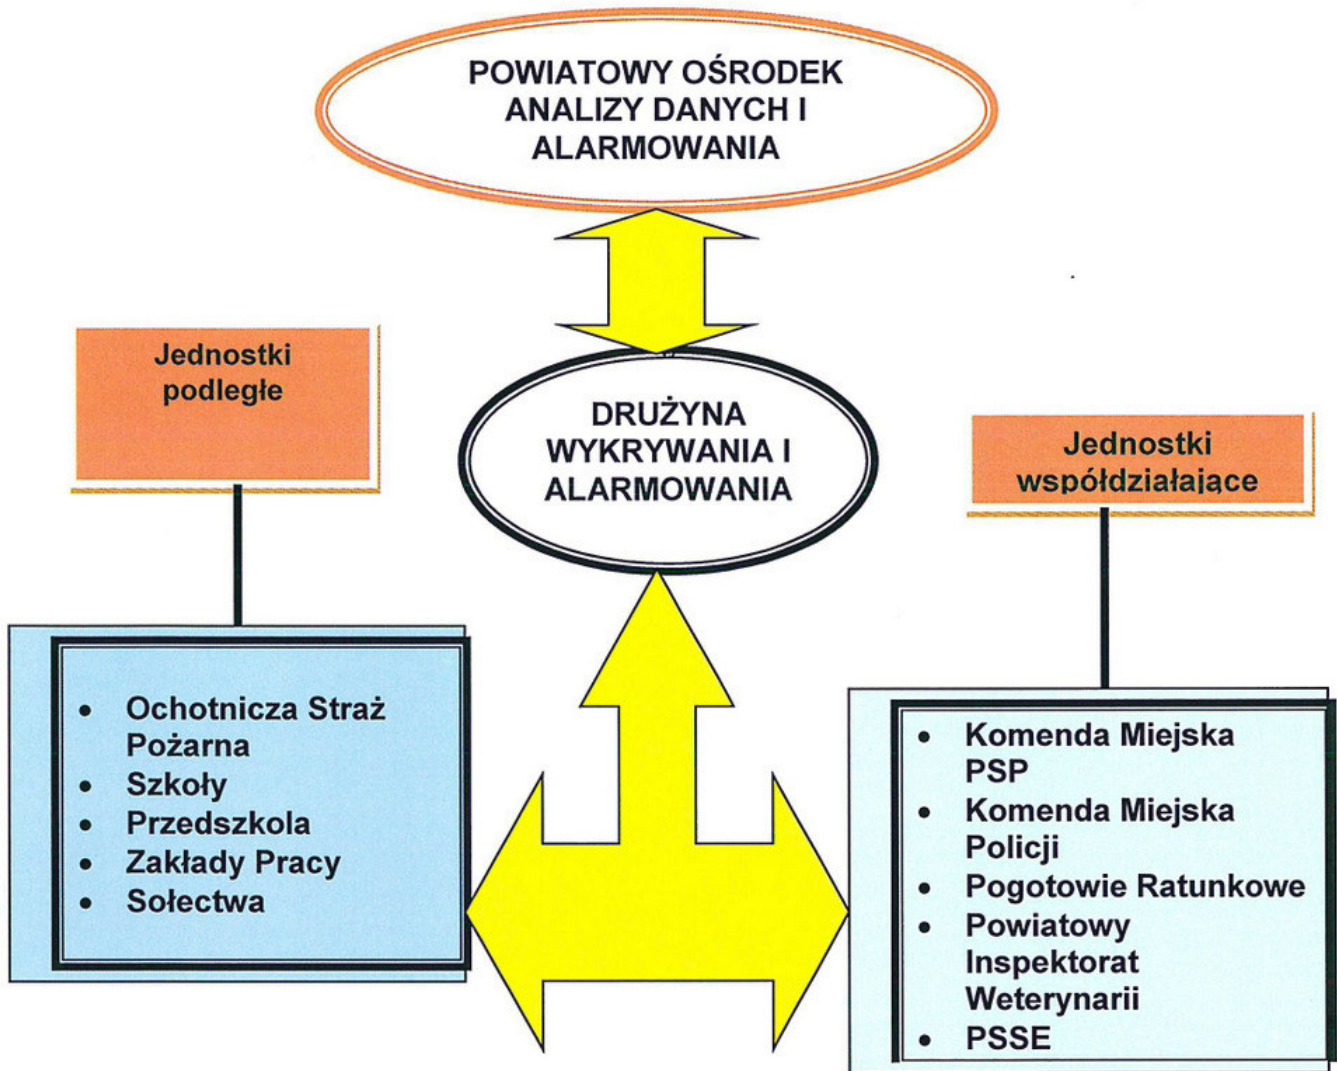 POWIATOWY OŚRODEK
ANALIZY DANYCH I
ALARMOWANIA
Jednostki
podległe
DRUŻYNA
WYKRYWANIA I
ALARMOWANIA
Jednostki
współdziałające
• Ochotnicza Straż
Pożarna
• Szkoły
• Przedszkola
• Zakłady Pracy
• Sołectwa
• Komenda Miejska
PSP
• Komenda Miejska
Policji
• Pogotowie Ratunkowe
• Powiatowy
Inspektorat
Weterynarii
• PSSE